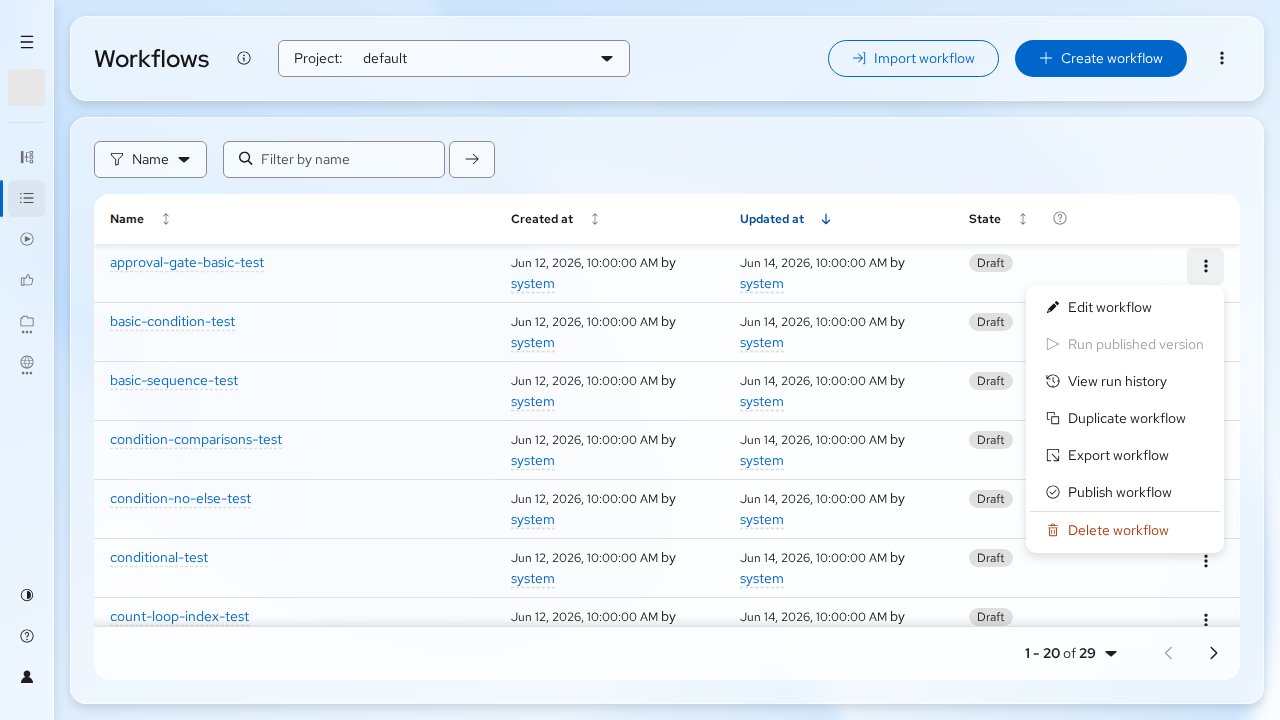 Workflows
Project: default
Import workflow
Create workflow
Name
Filter by name
Name Created at Updated at State
approval-gate-basic-test Jun 12, 2026, 10:00:00 AM by Jun 14, 2026, 10:00:00 AM by Draft
system system
basic-condition-test Jun 12, 2026, 10:00:00 AM by Jun 14, 2026, 10:00:00 AM by Draft
system system
basic-sequence-test Jun 12, 2026, 10:00:00 AM by Jun 14, 2026, 10:00:00 AM by Draft
system system
condition-comparisons-test Jun 12, 2026, 10:00:00 AM by Jun 14, 2026, 10:00:00 AM by Draft
system system
condition-no-else-test Jun 12, 2026, 10:00:00 AM by Jun 14, 2026, 10:00:00 AM by Draft
system system
conditional-test Jun 12, 2026, 10:00:00 AM by Jun 14, 2026, 10:00:00 AM by Draft
system system
count-loop-index-test Jun 12, 2026, 10:00:00 AM by Jun 14, 2026, 10:00:00 AM by Draft
Edit workflow
Run published version
View run history
Duplicate workflow
Export workflow
Publish workflow
Delete workflow
1 - 20 of 29